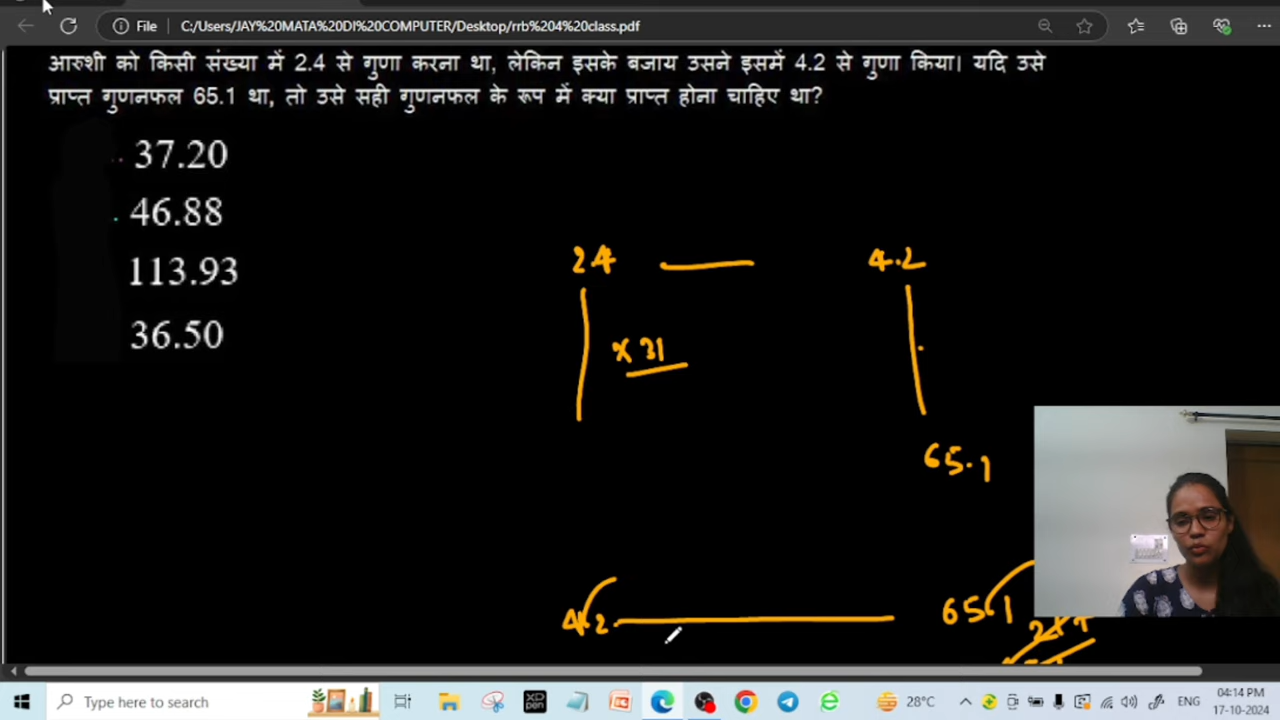 File C:/Users/JAY%20MATA%20DI%20COMPUTER/Desktop/rrb%204%20class.pdf
आरुशी को किसी संख्या में 2.4 से गुणा करना था, लेकिन इसके बजाय उसने इसमें 4.2 से गुणा किया। यदि उसे
प्राप्त गुणनफल 65.1 था, तो उसे सही गुणनफल के रूप में क्या प्राप्त होना चाहिए था?
37.20
46.88
113.93
36.50
2.4 4.2
x 31
65.1
4.2 65.1
Type here to search
28°C
ENG
04:14 PM
17-10-2024